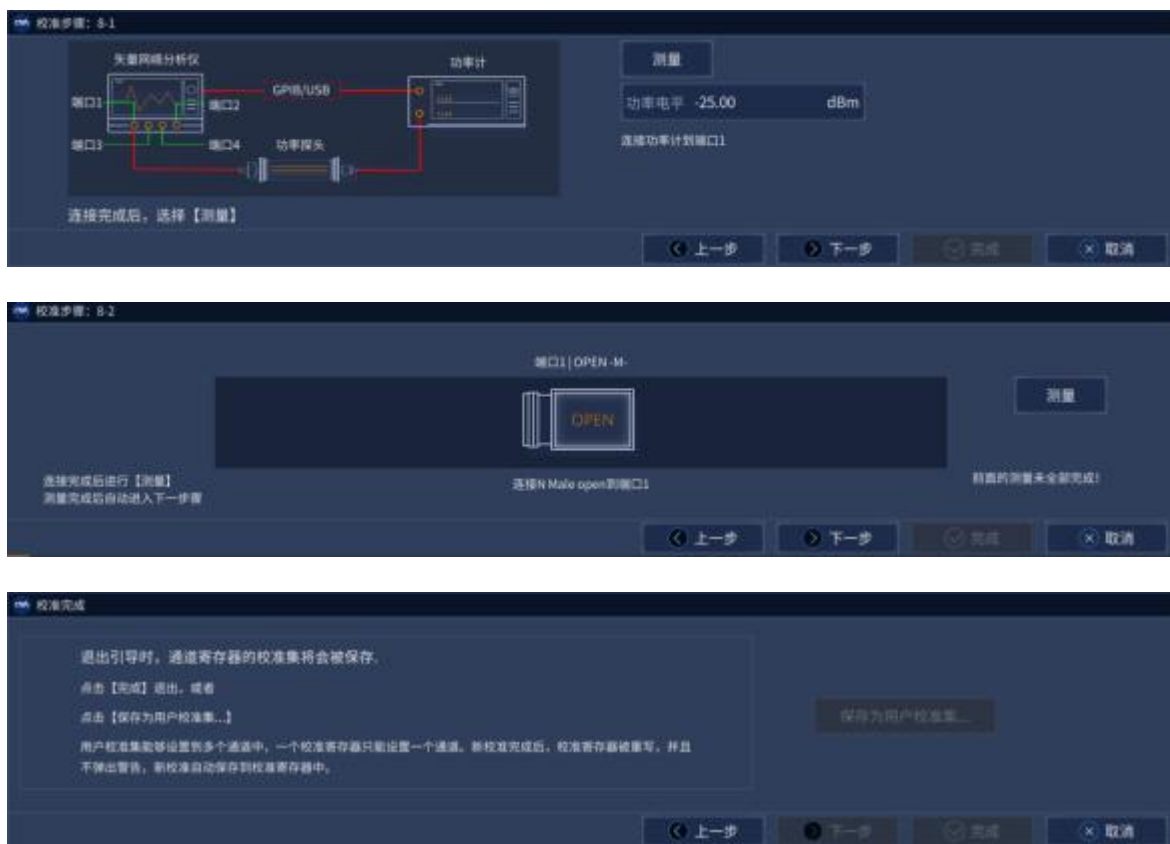 校准步骤：8-1
矢量网络分析仪
功率计
测量
GPIB/USB
端口1
端口2
功率电平 -25.00 dBm
端口3
端口4
功率探头
连接功率计到端口1
连接完成后，选择【测量】
上一步
下一步
完成
取消
校准步骤：8-2
端口1 | OPEN -M-
测量
OPEN
连接完成后进行【测量】
测量完成后自动进入下一步骤
连接N Male open到端口1
前面的测量未全部完成!
上一步
下一步
完成
取消
校准完成
退出引导时，通道寄存器的校准集将会被保存.
点击【完成】退出，或者
点击【保存为用户校准集...】
保存为用户校准集...
用户校准集能够设置到多个通道中，一个校准寄存器只能设置一个通道。新校准完成后，校准寄存器被重写，并且
不弹出警告，新校准自动保存到校准寄存器中。
上一步
下一步
完成
取消